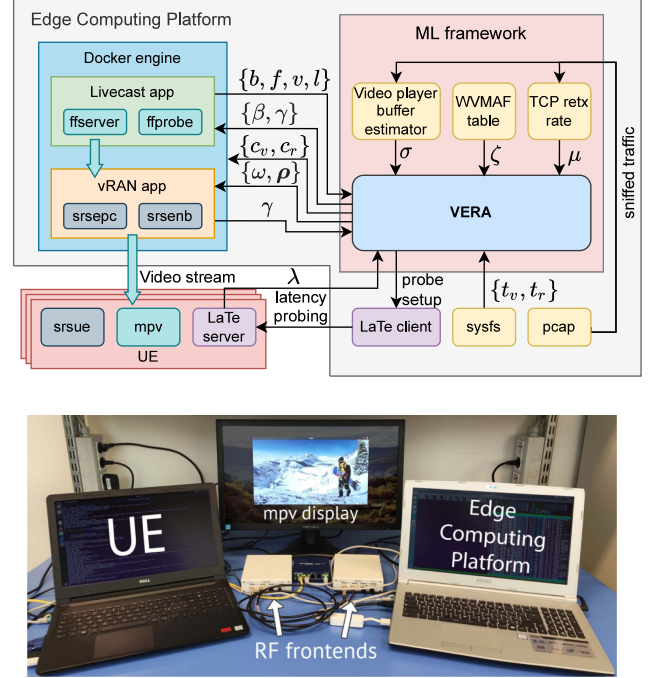 Edge Computing Platform
Docker engine
Livecast app
ffserver
ffprobe
vRAN app
srsepc
srsenb
{b, f, v, l}
{β, γ}
{c_v, c_r}
{ω, ρ}
γ
ML framework
Video player
buffer
estimator
WVMAF
table
TCP retx
rate
σ
ζ
μ
VERA
sniffed traffic
Video stream
λ
latency
probing
probe
setup
{t_v, t_r}
srsue
mpv
LaTe
server
UE
LaTe client
sysfs
pcap
mpv display
UE
Edge
Computing
Platform
RF frontends
DELL